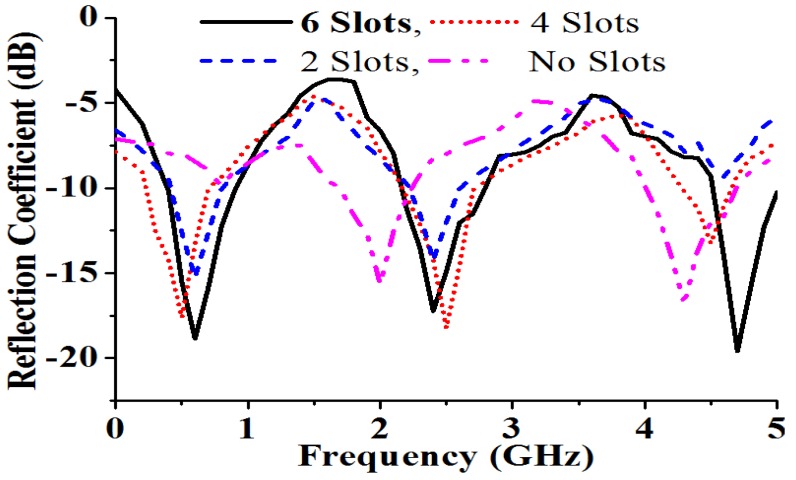 6 Slots, 4 Slots
2 Slots, No Slots
Reflection Coefficient (dB)
0
-5
-10
-15
-20
0 1 2 3 4 5
Frequency (GHz)